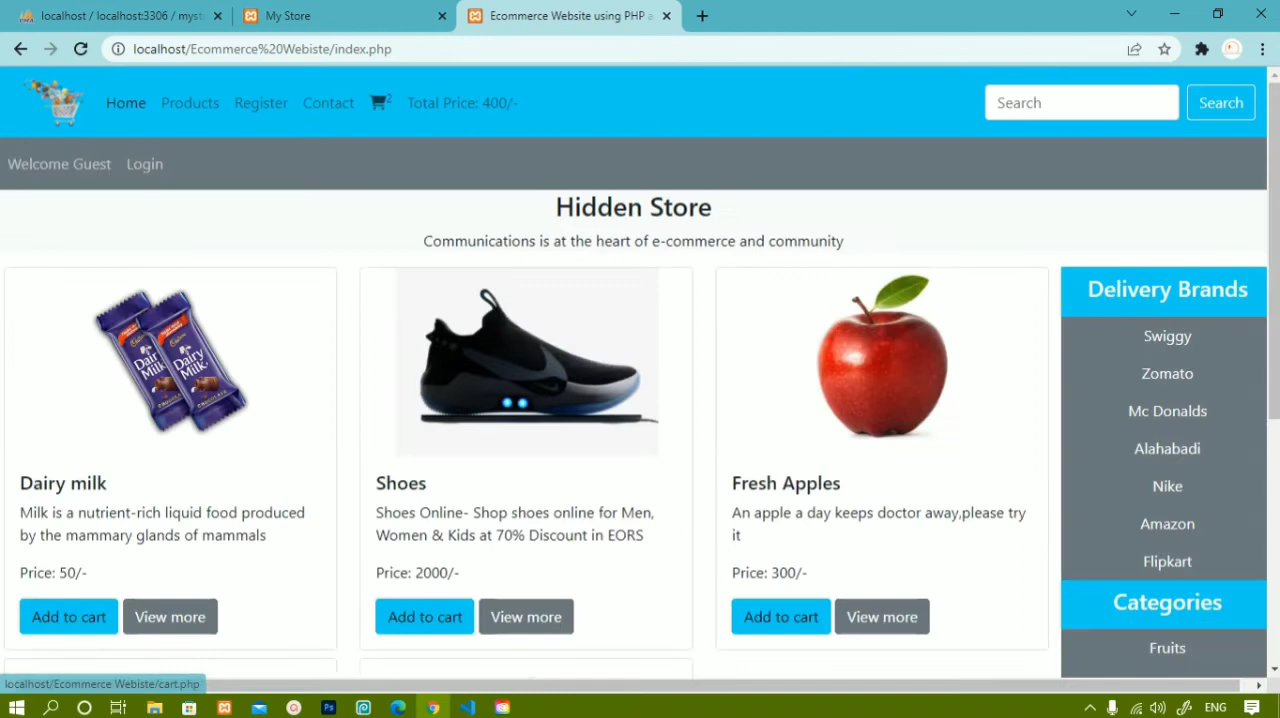 localhost / localhost:3306 / myst
My Store
Ecommerce Website using PHP a
localhost/Ecommerce%20Webiste/index.php
Home
Products
Register
Contact
2
Total Price: 400/-
Search
Search
Welcome Guest
Login
Hidden Store
Communications is at the heart of e-commerce and community
Dairy Milk
Dairy milk
Milk is a nutrient-rich liquid food produced
by the mammary glands of mammals
Price: 50/-
Add to cart
View more
Shoes
Shoes Online- Shop shoes online for Men,
Women & Kids at 70% Discount in EORS
Price: 2000/-
Add to cart
View more
Fresh Apples
An apple a day keeps doctor away,please try
it
Price: 300/-
Add to cart
View more
Delivery Brands
Swiggy
Zomato
Mc Donalds
Alahabadi
Nike
Amazon
Flipkart
Categories
Fruits
localhost/Ecommerce Webiste/cart.php
ENG